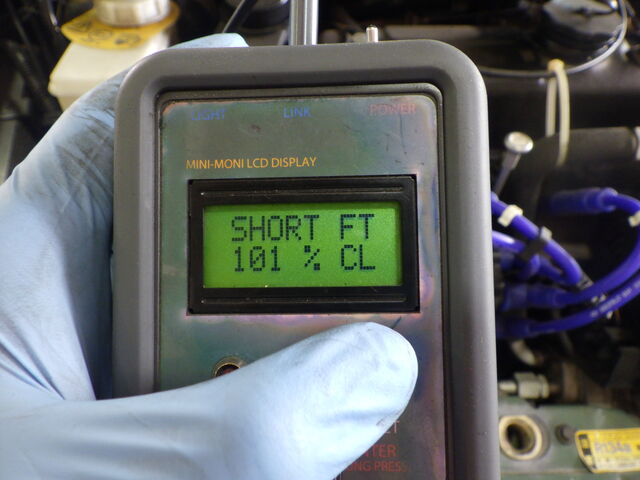 LIGHT LINK POWER
MINI-MONI LCD DISPLAY
SHORT FT
101 % CL